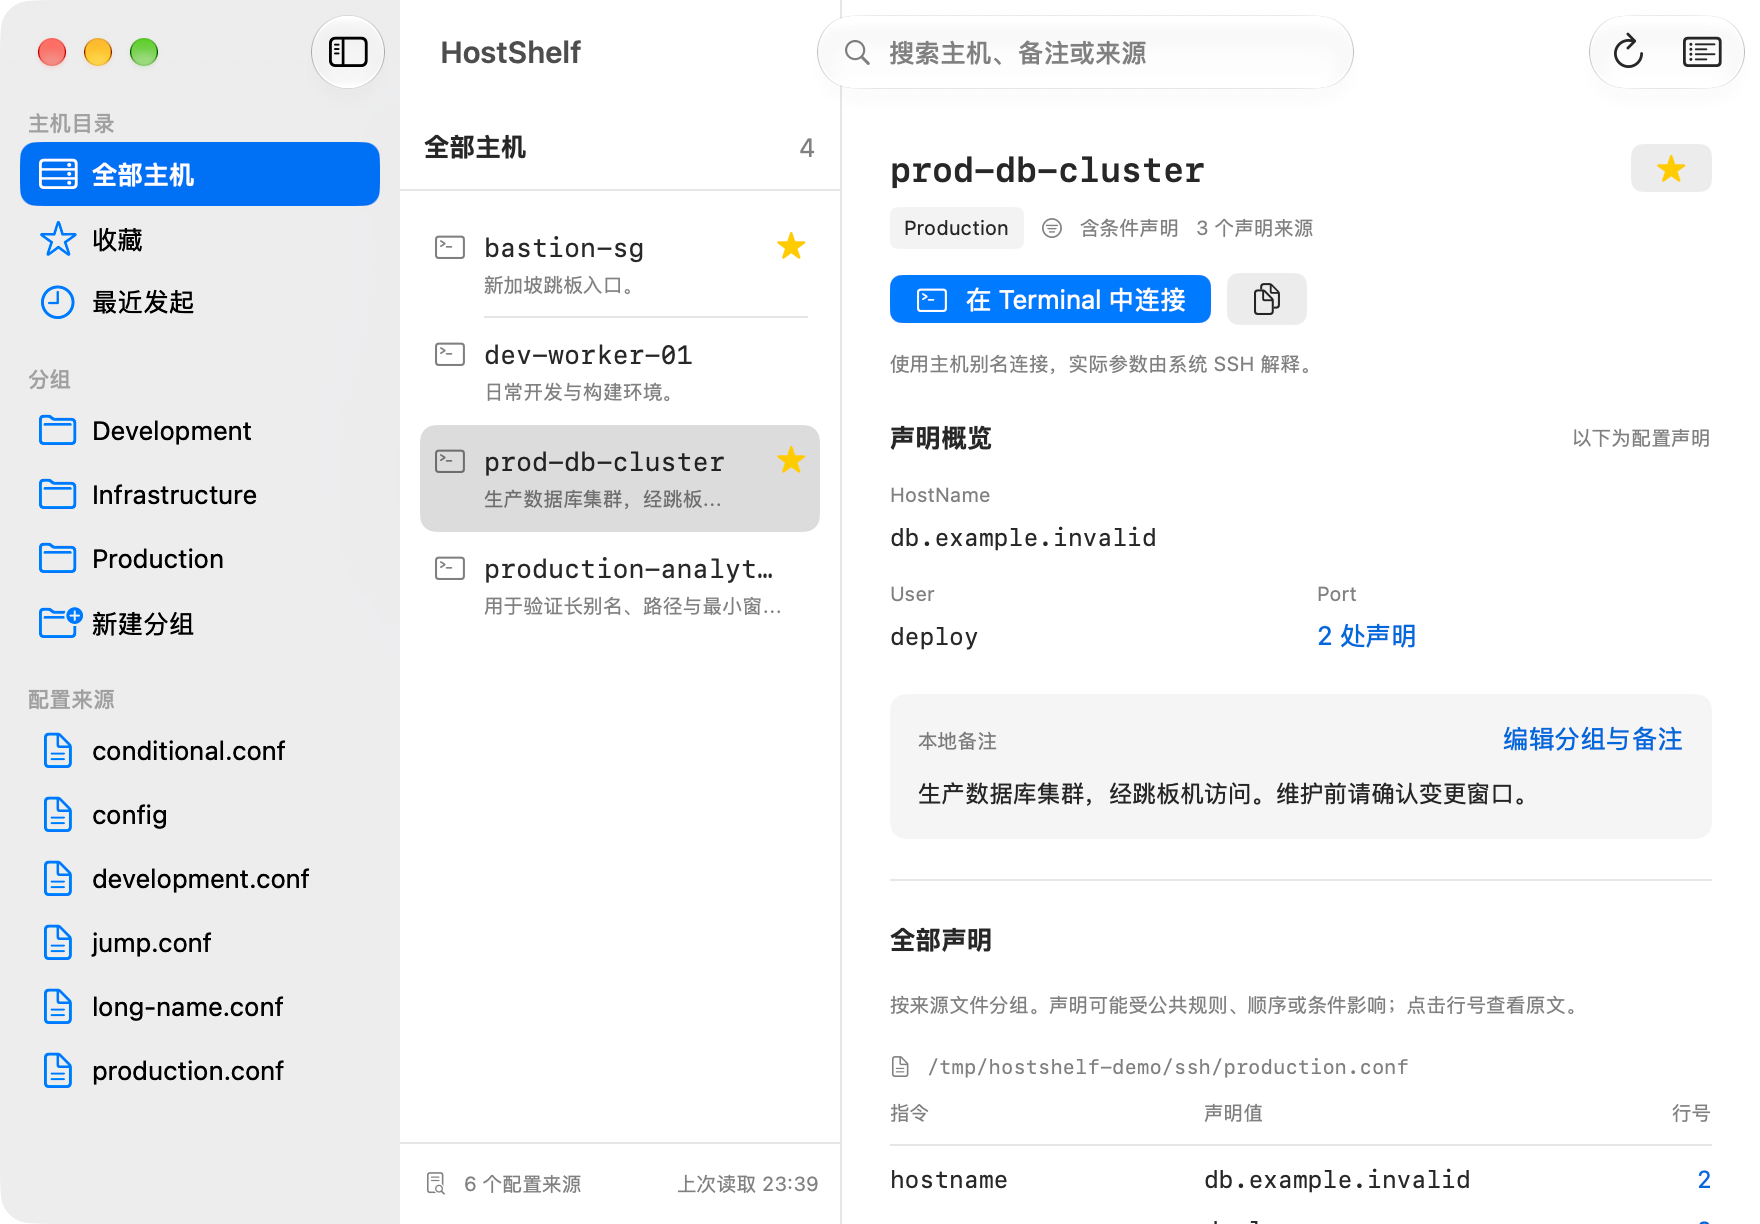 HostShelf
搜索主机、备注或来源
主机目录
全部主机
收藏
最近发起
分组
Development
Infrastructure
Production
新建分组
配置来源
conditional.conf
config
development.conf
jump.conf
long-name.conf
production.conf
全部主机 4
bastion-sg
新加坡跳板入口。
dev-worker-01
日常开发与构建环境。
prod-db-cluster
生产数据库集群，经跳板...
production-analyt...
用于验证长别名、路径与最小窗...
6 个配置来源 上次读取 23:39
prod-db-cluster
Production 含条件声明 3 个声明来源
在 Terminal 中连接
使用主机别名连接，实际参数由系统 SSH 解释。
声明概览 以下为配置声明
HostName
db.example.invalid
User Port
deploy 2 处声明
本地备注 编辑分组与备注
生产数据库集群，经跳板机访问。维护前请确认变更窗口。
全部声明
按来源文件分组。声明可能受公共规则、顺序或条件影响；点击行号查看原文。
/tmp/hostshelf-demo/ssh/production.conf
指令 声明值 行号
hostname db.example.invalid 2